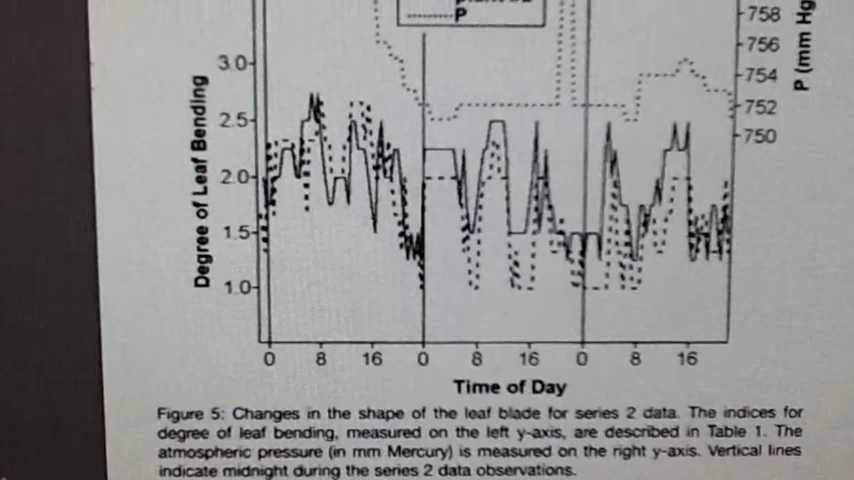 P
758
756
754
752
750
P (mm Hg
3.0
2.5
2.0
1.5
1.0
Degree of Leaf Bending
0 8 16 0 8 16 0 8 16
Time of Day
Figure 5: Changes in the shape of the leaf blade for series 2 data. The indices for
degree of leaf bending, measured on the left y-axis, are described in Table 1. The
atmospheric pressure (in mm Mercury) is measured on the right y-axis. Vertical lines
indicate midnight during the series 2 data observations.